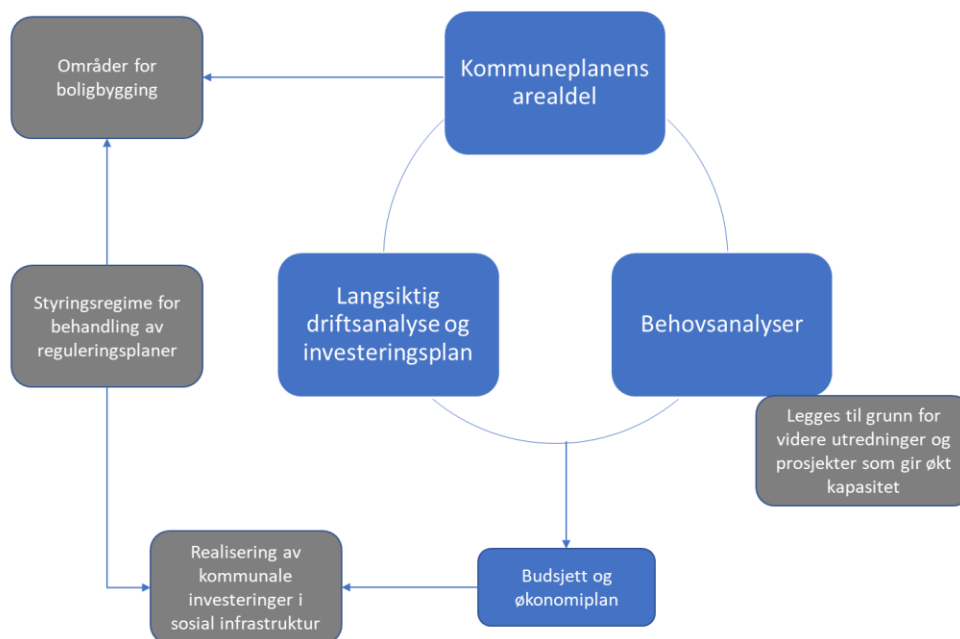 Områder for
boligbygging
Kommuneplanens
arealdel
Styringsregime for
behandling av
reguleringsplaner
Langsiktig
driftsanalyse og
investeringsplan
Behovsanalyser
Legges til grunn for
videre utredninger og
prosjekter som gir økt
kapasitet
Realisering av
kommunale
investeringer i
sosial infrastruktur
Budsjett og
økonomiplan